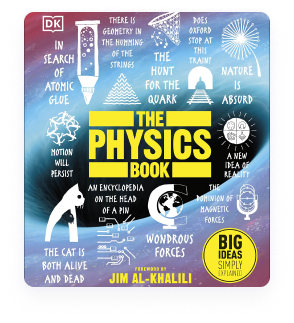 DK
IN
SEARCH
OF
ATOMIC
GLUE
THERE IS
GEOMETRY IN
THE HUMMING
OF THE
STRINGS
THE
HUNT
FOR THE
QUARK
DOES
OXFORD
STOP AT
THIS
TRAIN?
NATURE
IS
ABSURD
MOTION
WILL
PERSIST
THE
PHYSICS
BOOK
A NEW
IDEA OF
REALITY
AN ENCYCLOPEDIA
ON THE HEAD
OF A PIN
THE
DOMINION OF
MAGNETIC
FORCES
THE CAT IS
BOTH ALIVE
AND DEAD
WONDROUS
FORCES
BIG
IDEAS
SIMPLY
EXPLAINED
FOREWORD BY
JIM AL-KHALILI